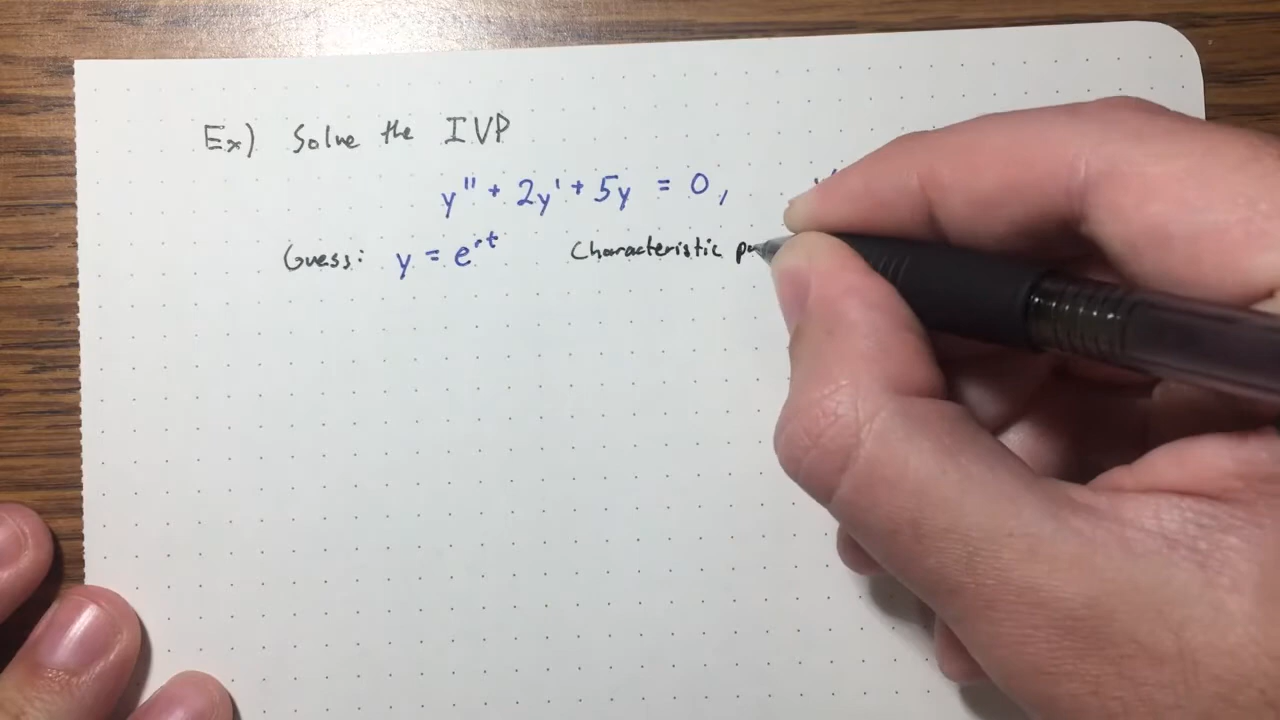 Ex) Solve the IVP
y'' + 2y' + 5y = 0,
Guess: y = e^rt Characteristic